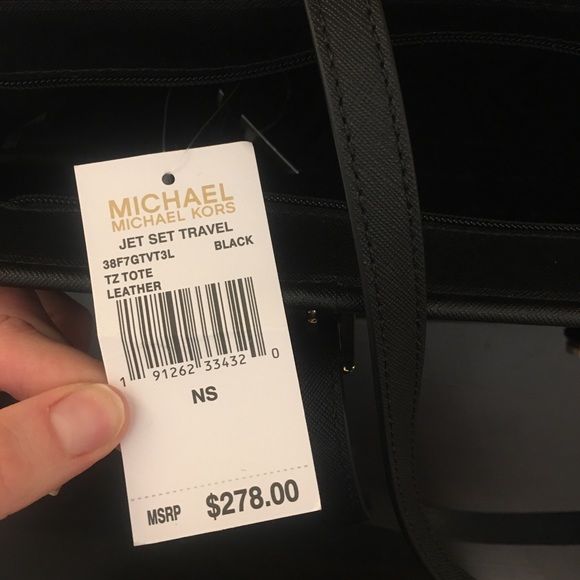 MICHAEL
MICHAEL KORS
JET SET TRAVEL
38F7GTVT3L BLACK
TZ TOTE
LEATHER
1 91262 33432 0
NS
MSRP $278.00